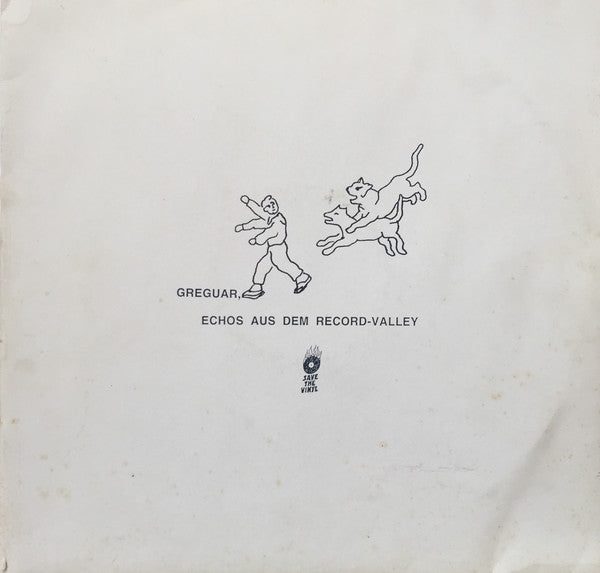 GREGUAR,
ECHOS AUS DEM RECORD-VALLEY
SAVE
THE
VINYL